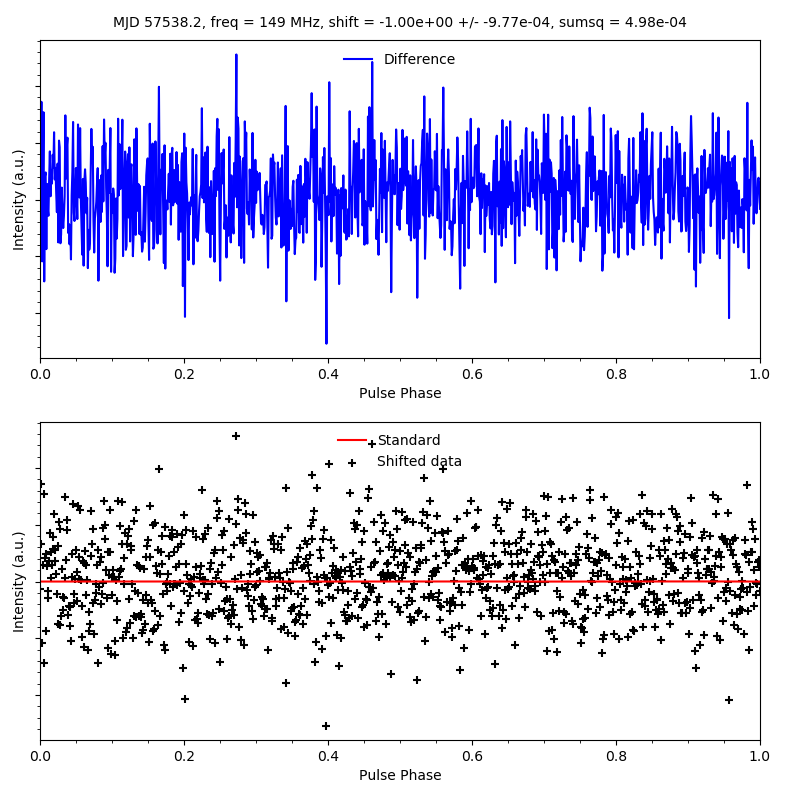 MJD 57538.2, freq = 149 MHz, shift = -1.00e+00 +/- -9.77e-04, sumsq = 4.98e-04
Difference
Intensity (a.u.)
0.0 0.2 0.4 0.6 0.8 1.0
Pulse Phase
Standard
Shifted data
Intensity (a.u.)
0.0 0.2 0.4 0.6 0.8 1.0
Pulse Phase